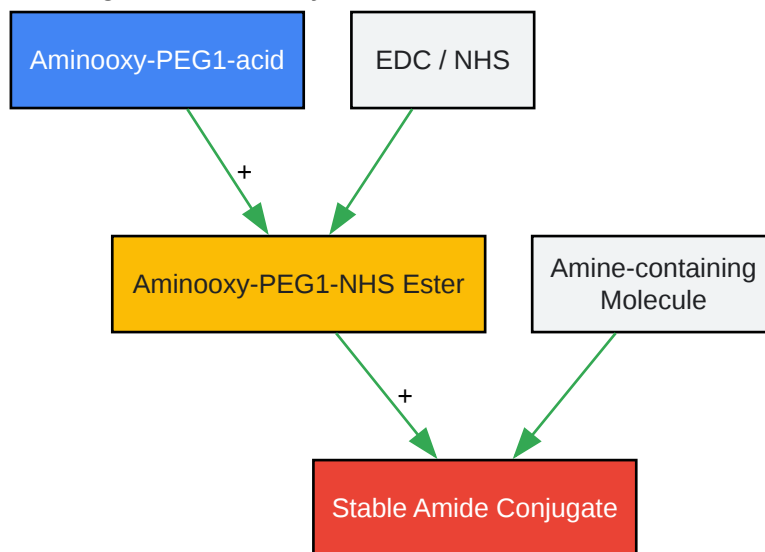 Aminooxy-PEG1-acid
EDC / NHS
+
Aminooxy-PEG1-NHS Ester
Amine-containing
Molecule
+
Stable Amide Conjugate